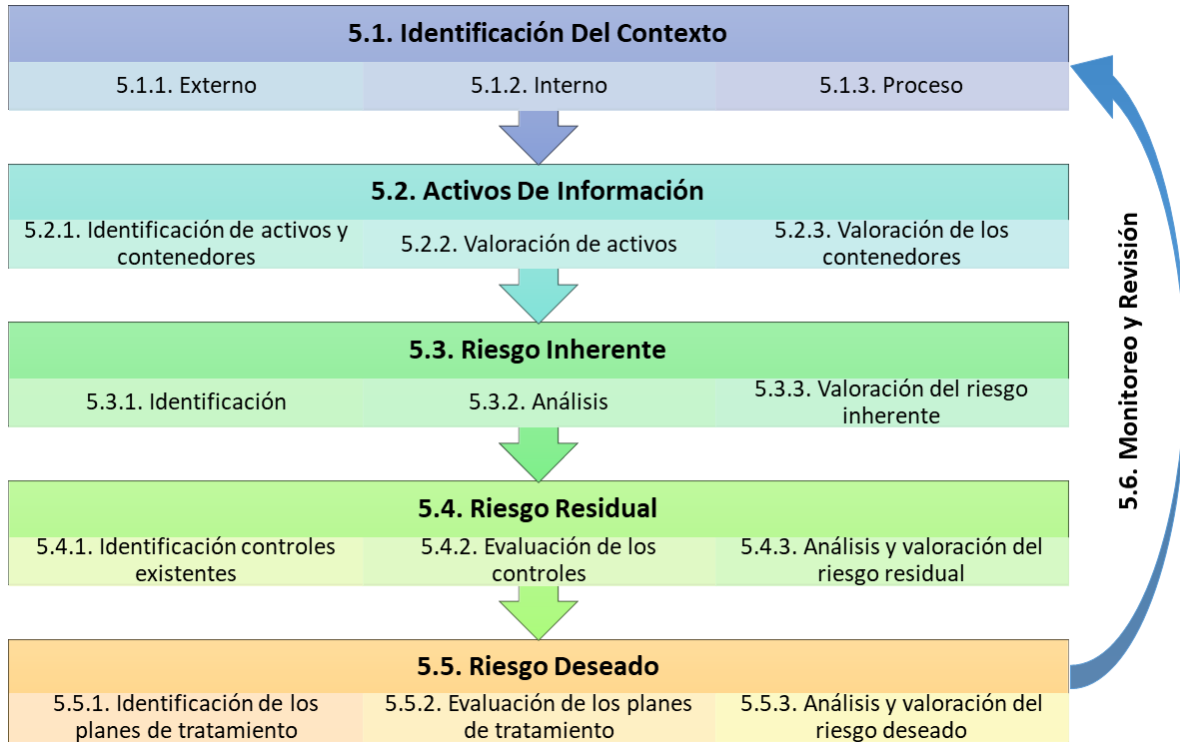 5.1. Identificación Del Contexto
5.1.1. Externo
5.1.2. Interno
5.1.3. Proceso
5.2. Activos De Información
5.2.1. Identificación de activos y
contenedores
5.2.2. Valoración de activos
5.2.3. Valoración de los
contenedores
5.3. Riesgo Inherente
5.3.1. Identificación
5.3.2. Análisis
5.3.3. Valoración del riesgo
inherente
5.4. Riesgo Residual
5.4.1. Identificación controles
existentes
5.4.2. Evaluación de los
controles
5.4.3. Análisis y valoración del
riesgo residual
5.5. Riesgo Deseado
5.5.1. Identificación de los
planes de tratamiento
5.5.2. Evaluación de los planes
de tratamiento
5.5.3. Análisis y valoración del
riesgo deseado
5.6. Monitoreo y Revisión